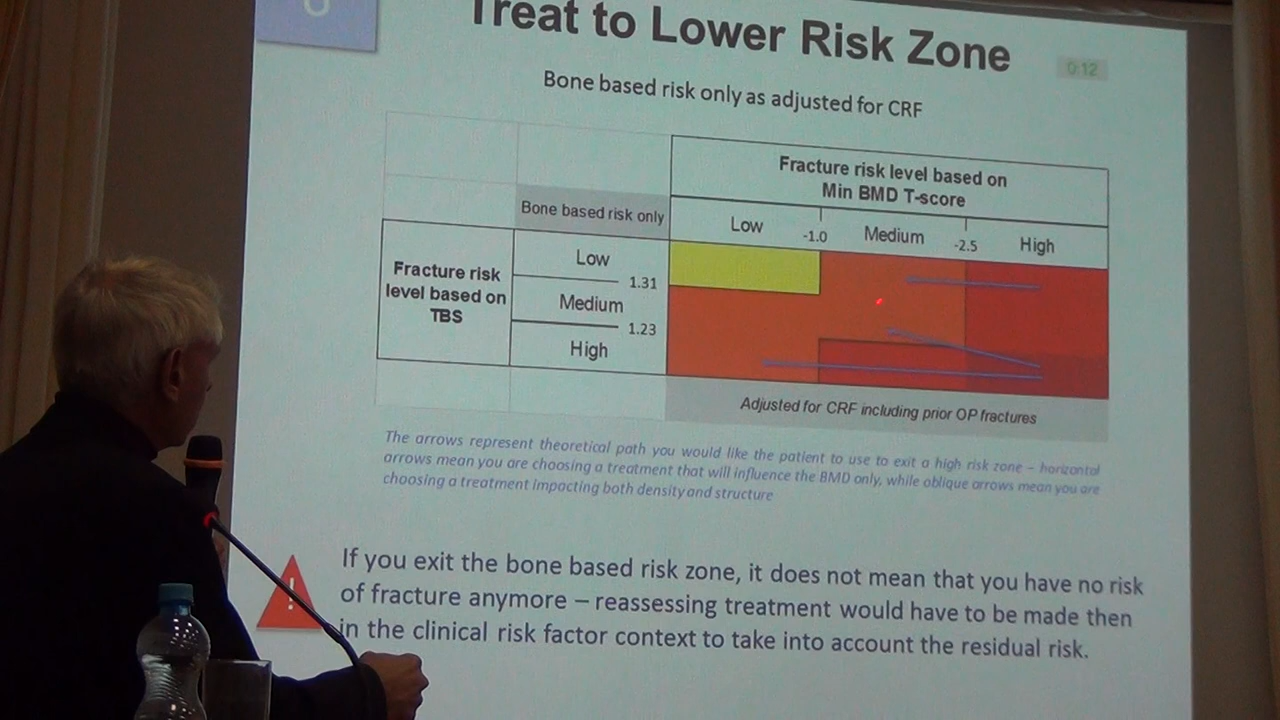 Treat to Lower Risk Zone
0:12
Bone based risk only as adjusted for CRF
Fracture risk level based on
Min BMD T-score
Bone based risk only
Low
-1.0
Medium
-2.5
High
Fracture risk
level based on
TBS
Low
1.31
Medium
1.23
High
Adjusted for CRF including prior OP fractures
The arrows represent theoretical path you would like the patient to use to exit a high risk zone – horizontal
arrows mean you are choosing a treatment that will influence the BMD only, while oblique arrows mean you are
choosing a treatment impacting both density and structure
!
If you exit the bone based risk zone, it does not mean that you have no risk
of fracture anymore – reassessing treatment would have to be made then
in the clinical risk factor context to take into account the residual risk.